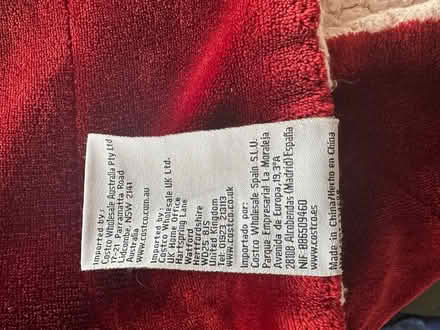 Imported by:
Costco Wholesale Australia Pty Ltd
17-21 Parramatta Road
Lidcombe, NSW 2141
Australia
www.costco.com.au
Imported by:
Costco Wholesale UK Ltd.
UK Home Office
Hartspring Lane
Watford
Hertfordshire
WD25 8JS
United Kingdom
Tel: 01923 213113
www.costco.co.uk
Importado por:
Costco Wholesale Spain S.L.U.
Parque Empresarial La Moraleja
Avenida de Europa, 19, 3ªA
28108 Alcobendas (Madrid) España
NIF: B86509460
www.costco.es
Made in China/Hecho en China